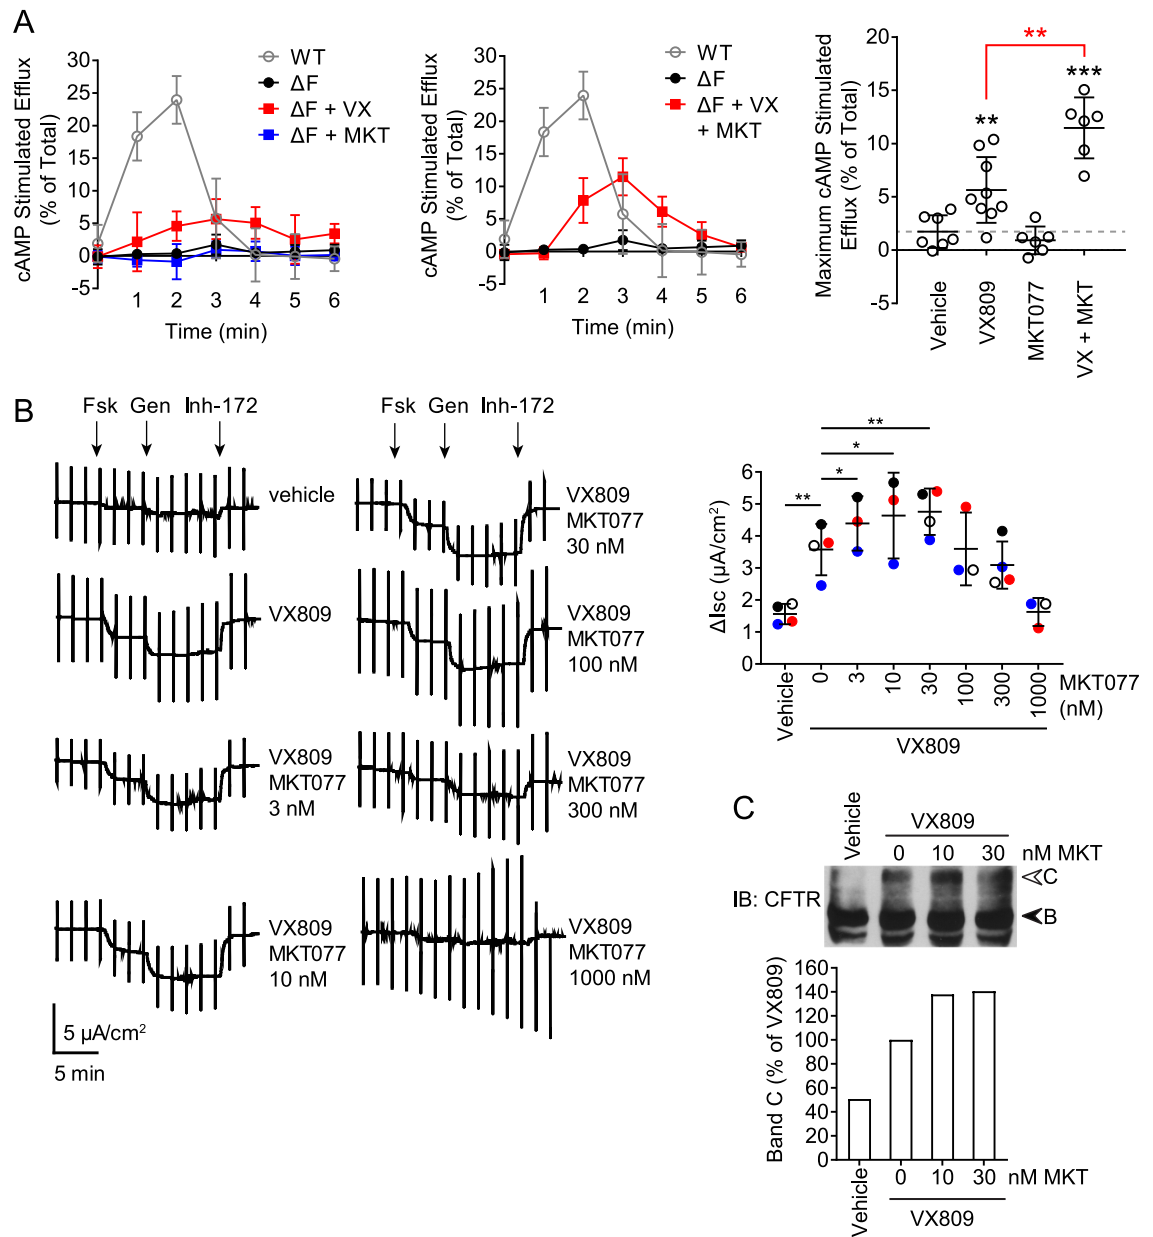 A
cAMP Stimulated Efflux
(% of Total)
30
25
20
15
10
5
0
-5
1 2 3 4 5 6
Time (min)
WT
ΔF
ΔF + VX
ΔF + MKT
cAMP Stimulated Efflux
(% of Total)
30
25
20
15
10
5
0
-5
1 2 3 4 5 6
Time (min)
WT
ΔF
ΔF + VX
+ MKT
Maximum cAMP Stimulated
Efflux (% of Total)
20
15
10
5
0
-5
**
**
***
Vehicle
VX809
MKT077
VX + MKT
B
Fsk Gen Inh-172
Fsk Gen Inh-172
vehicle
VX809
VX809
MKT077
3 nM
VX809
MKT077
10 nM
VX809
MKT077
30 nM
VX809
MKT077
100 nM
VX809
MKT077
300 nM
VX809
MKT077
1000 nM
5 µA/cm²
5 min
ΔIsc (µA/cm²)
6
5
4
3
2
1
0
**
*
*
**
Vehicle 0 3 10 30 100 300 1000
MKT077
(nM)
VX809
C
Vehicle
VX809
0 10 30 nM MKT
IB: CFTR
C
B
Band C (% of VX809)
160
140
120
100
80
60
40
20
0
Vehicle 0 10 30 nM MKT
VX809